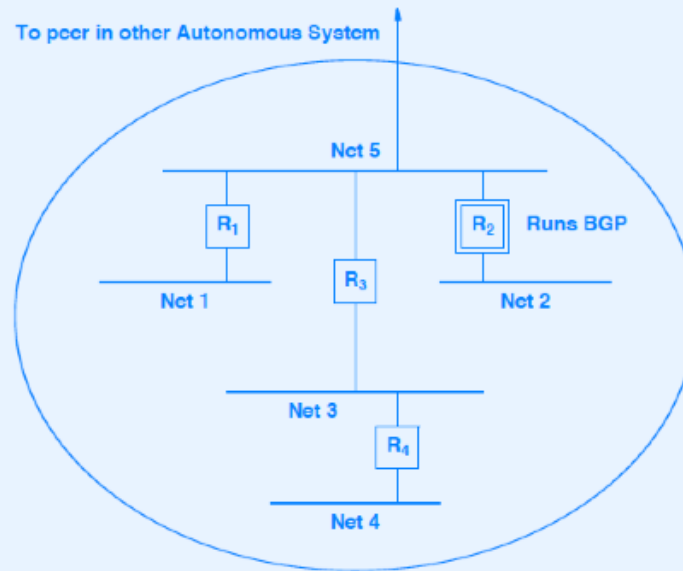 To peer in other Autonomous System
Net 5
R1
R2
Runs BGP
R3
Net 1
Net 2
Net 3
R4
Net 4